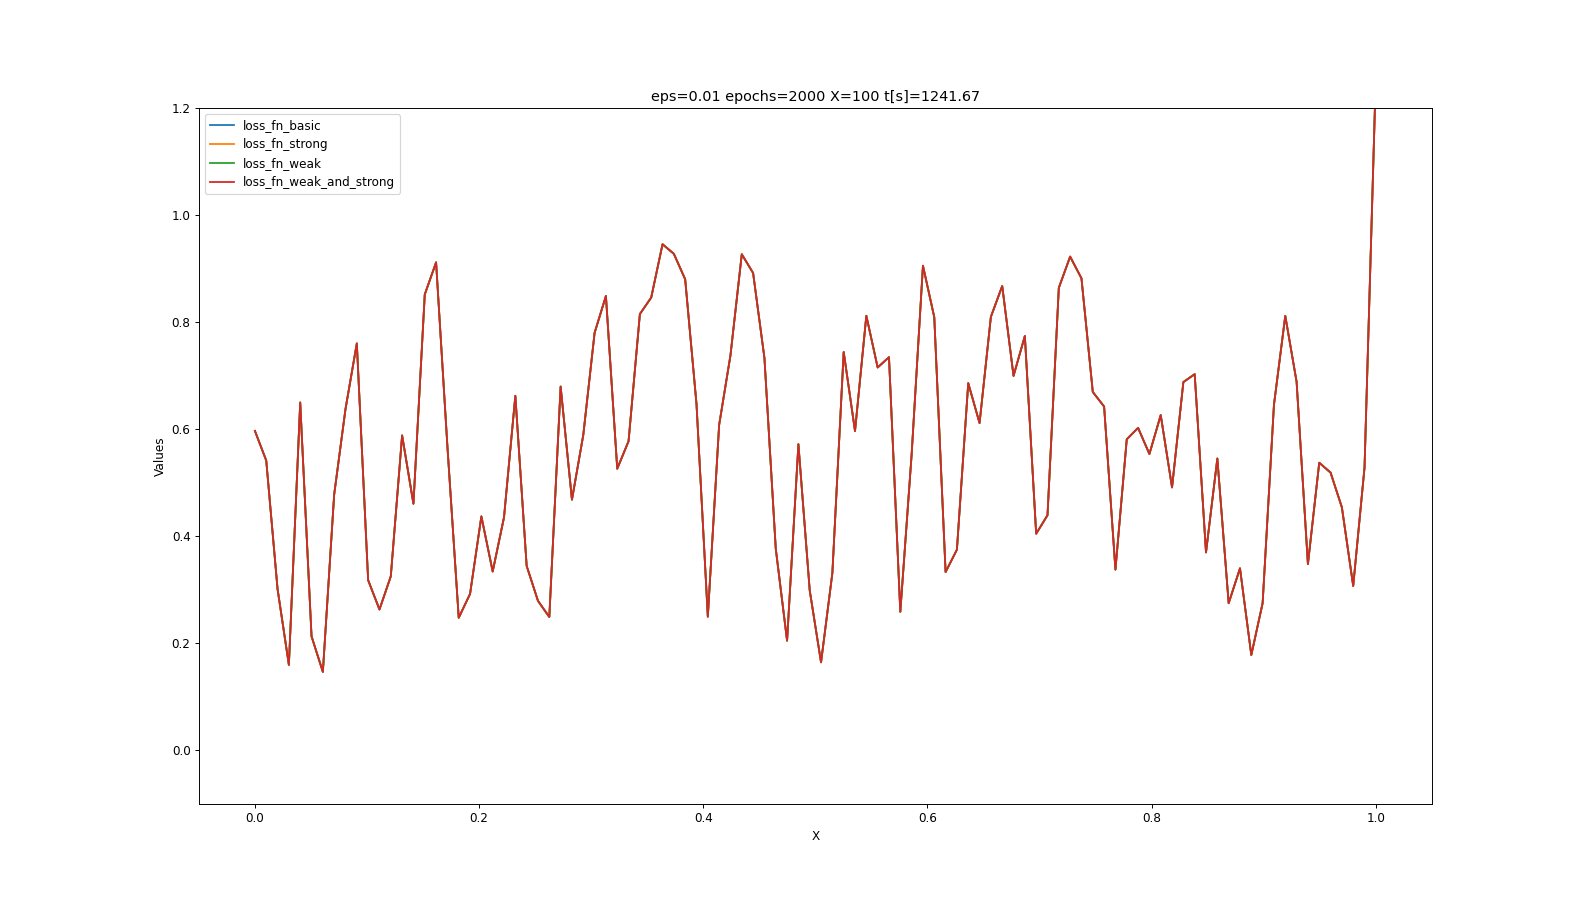 eps=0.01 epochs=2000 X=100 t[s]=1241.67
loss_fn_basic
loss_fn_strong
loss_fn_weak
loss_fn_weak_and_strong
1.2
1.0
0.8
0.6
0.4
0.2
0.0
Values
0.0 0.2 0.4 0.6 0.8 1.0
X